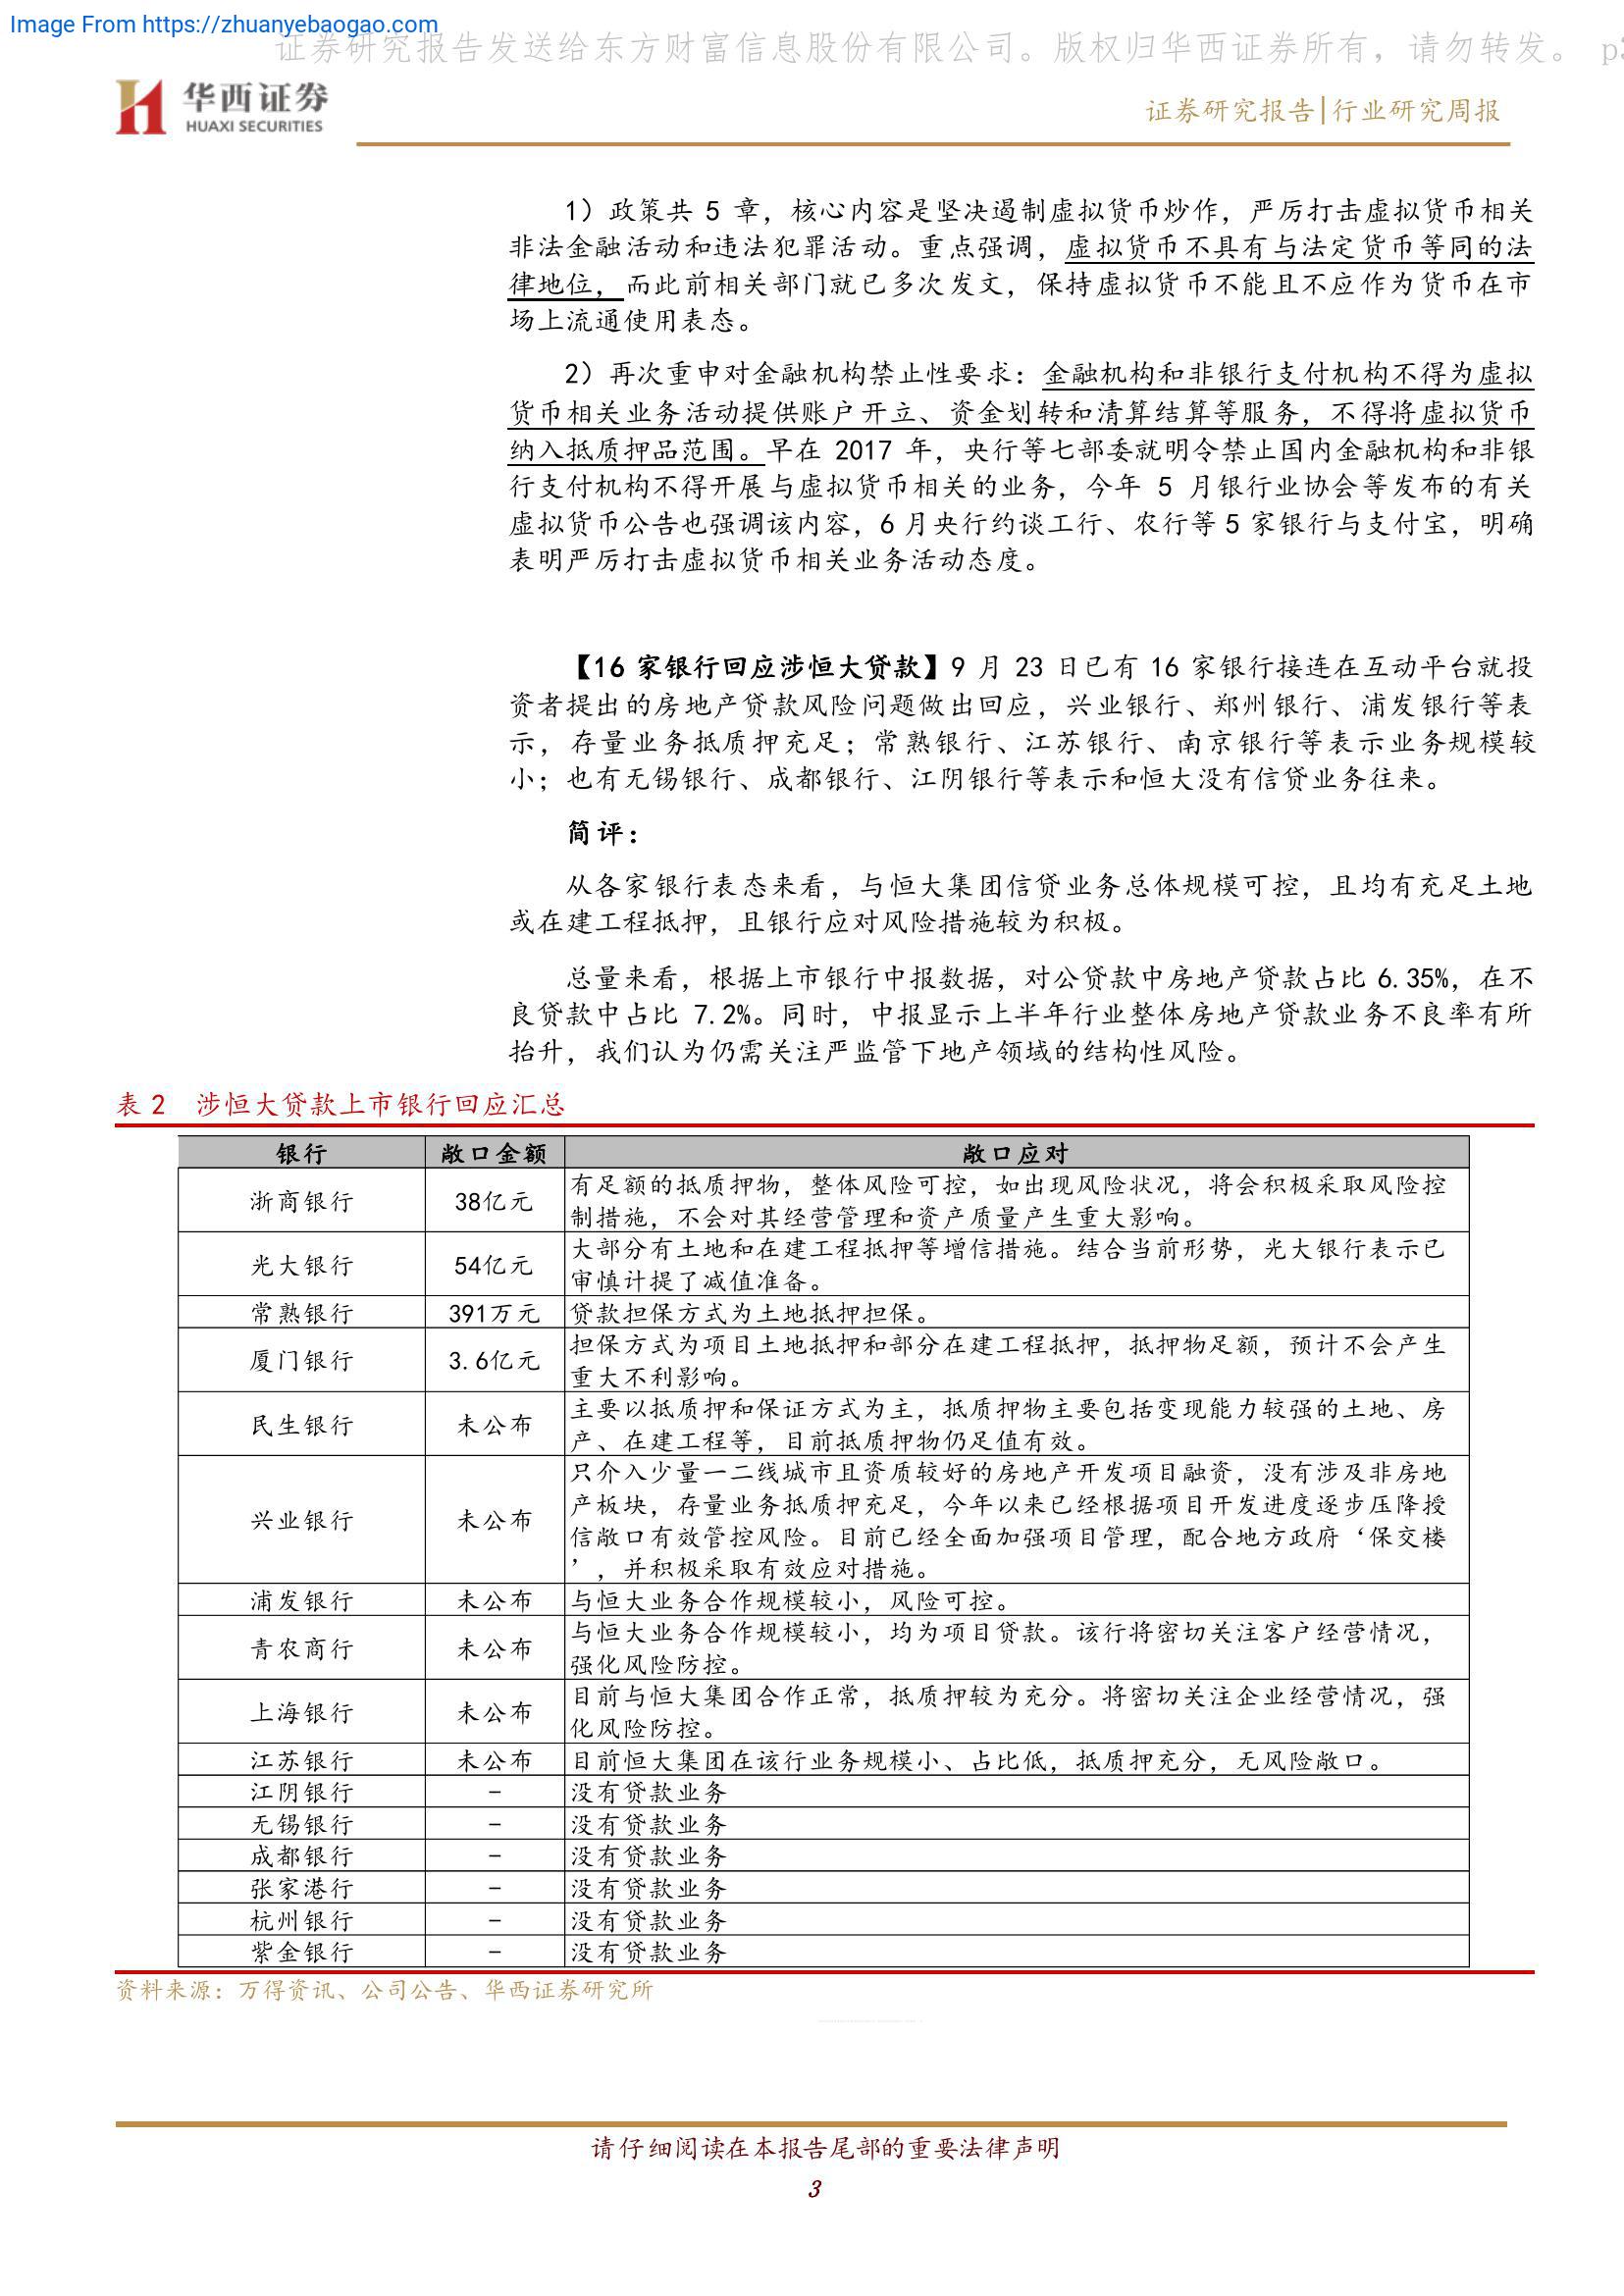 Image From https://zhuanyebaogao.com
证券研究报告发送给东方财富信息股份有限公司。版权归华西证券所有，请勿转发。 p3
华西证券
HUAXI SECURITIES
证券研究报告|行业研究周报
1）政策共 5 章，核心内容是坚决遏制虚拟货币炒作，严厉打击虚拟货币相关
非法金融活动和违法犯罪活动。重点强调，虚拟货币不具有与法定货币等同的法
律地位，而此前相关部门就已多次发文，保持虚拟货币不能且不应作为货币在市
场上流通使用表态。
2）再次重申对金融机构禁止性要求：金融机构和非银行支付机构不得为虚拟
货币相关业务活动提供账户开立、资金划转和清算结算等服务，不得将虚拟货币
纳入抵质押品范围。早在 2017 年，央行等七部委就明令禁止国内金融机构和非银
行支付机构不得开展与虚拟货币相关的业务，今年 5 月银行业协会等发布的有关
虚拟货币公告也强调该内容，6 月央行约谈工行、农行等 5 家银行与支付宝，明确
表明严厉打击虚拟货币相关业务活动态度。
【16 家银行回应涉恒大贷款】9 月 23 日已有 16 家银行接连在互动平台就投
资者提出的房地产贷款风险问题做出回应，兴业银行、郑州银行、浦发银行等表
示，存量业务抵质押充足；常熟银行、江苏银行、南京银行等表示业务规模较
小；也有无锡银行、成都银行、江阴银行等表示和恒大没有信贷业务往来。
简评：
从各家银行表态来看，与恒大集团信贷业务总体规模可控，且均有充足土地
或在建工程抵押，且银行应对风险措施较为积极。
总量来看，根据上市银行中报数据，对公贷款中房地产贷款占比 6.35%，在不
良贷款中占比 7.2%。同时，中报显示上半年行业整体房地产贷款业务不良率有所
抬升，我们认为仍需关注严监管下地产领域的结构性风险。
表 2 涉恒大贷款上市银行回应汇总
银行 敞口金额 敞口应对
浙商银行 38亿元 有足额的抵质押物，整体风险可控，如出现风险状况，将会积极采取风险控
制措施，不会对其经营管理和资产质量产生重大影响。
光大银行 54亿元 大部分有土地和在建工程抵押等增信措施。结合当前形势，光大银行表示已
审慎计提了减值准备。
常熟银行 391万元 贷款担保方式为土地抵押担保。
厦门银行 3.6亿元 担保方式为项目土地抵押和部分在建工程抵押，抵押物足额，预计不会产生
重大不利影响。
民生银行 未公布 主要以抵质押和保证方式为主，抵质押物主要包括变现能力较强的土地、房
产、在建工程等，目前抵质押物仍足值有效。
兴业银行 未公布 只介入少量一二线城市且资质较好的房地产开发项目融资，没有涉及非房地
产板块，存量业务抵质押充足，今年以来已经根据项目开发进度逐步压降授
信敞口有效管控风险。目前已经全面加强项目管理，配合地方政府‘保交楼
’，并积极采取有效应对措施。
浦发银行 未公布 与恒大业务合作规模较小，风险可控。
青农商行 未公布 与恒大业务合作规模较小，均为项目贷款。该行将密切关注客户经营情况，
强化风险防控。
上海银行 未公布 目前与恒大集团合作正常，抵质押较为充分。将密切关注企业经营情况，强
化风险防控。
江苏银行 未公布 目前恒大集团在该行业务规模小、占比低，抵质押充分，无风险敞口。
江阴银行 - 没有贷款业务
无锡银行 - 没有贷款业务
成都银行 - 没有贷款业务
张家港行 - 没有贷款业务
杭州银行 - 没有贷款业务
紫金银行 - 没有贷款业务
资料来源：万得资讯、公司公告、华西证券研究所
请仔细阅读在本报告尾部的重要法律声明
3